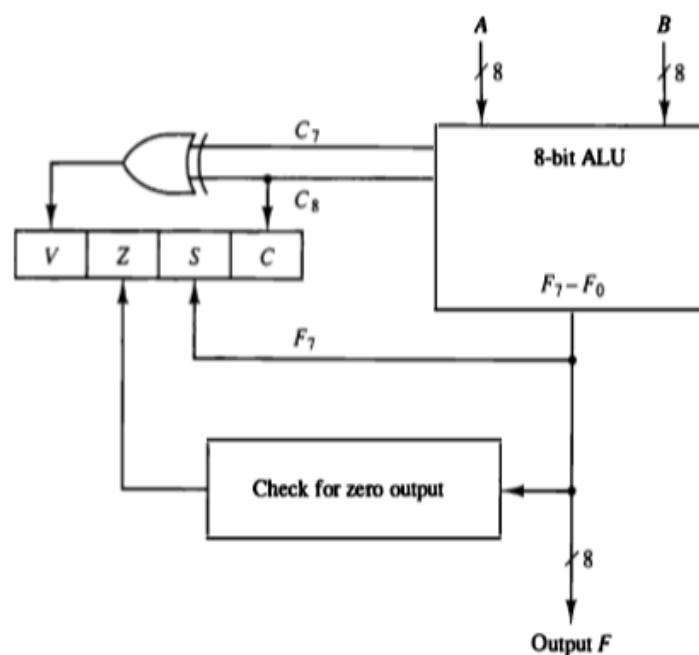 A B
8 8
C₇
8-bit ALU
C₈
V Z S C
F₇ – F₀
F₇
Check for zero output
8
Output F